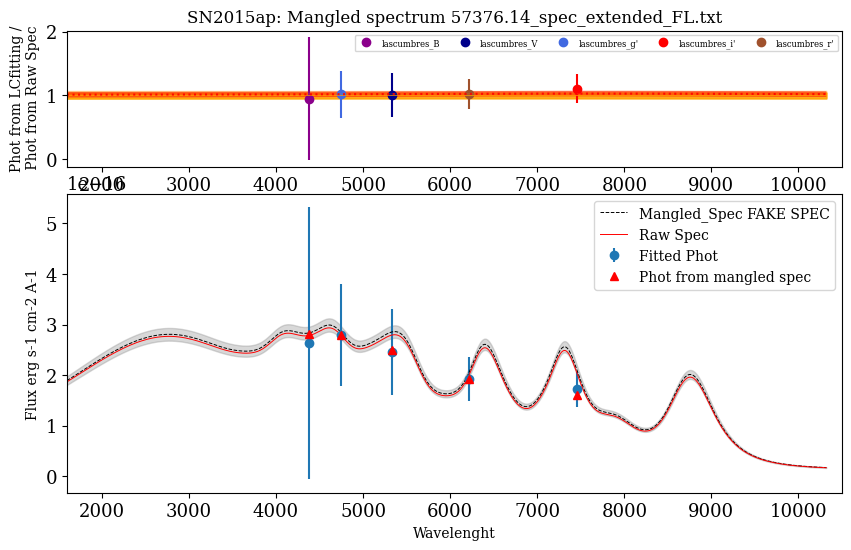 SN2015ap: Mangled spectrum 57376.14_spec_extended_FL.txt
Phot from LCfitting /
Phot from Raw Spec
2
1
0
lascumbres_B
lascumbres_V
lascumbres_g'
lascumbres_i'
lascumbres_r'
2000 3000 4000 5000 6000 7000 8000 9000 10000
Flux erg s-1 cm-2 A-1
5
4
3
2
1
0
Mangled_Spec FAKE SPEC
Raw Spec
Fitted Phot
Phot from mangled spec
2000 3000 4000 5000 6000 7000 8000 9000 10000
Wavelenght